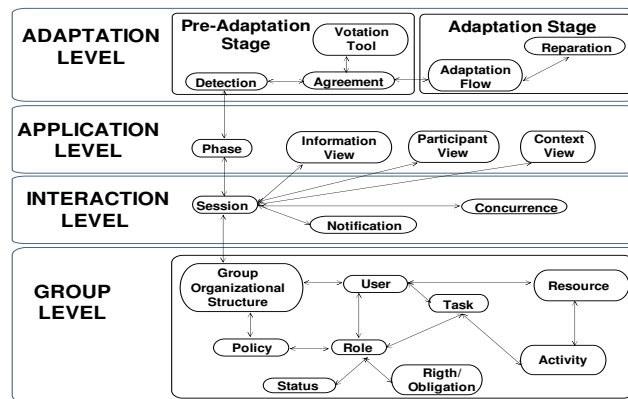 ADAPTATION
LEVEL
Pre-Adaptation
Stage
Votation
Tool
Detection
Agreement
Adaptation Stage
Reparation
Adaptation
Flow
APPLICATION
LEVEL
Phase
Information
View
Participant
View
Context
View
INTERACTION
LEVEL
Session
Concurrence
Notification
GROUP
LEVEL
Group
Organizational
Structure
User
Task
Resource
Policy
Role
Activity
Status
Rigth/
Obligation